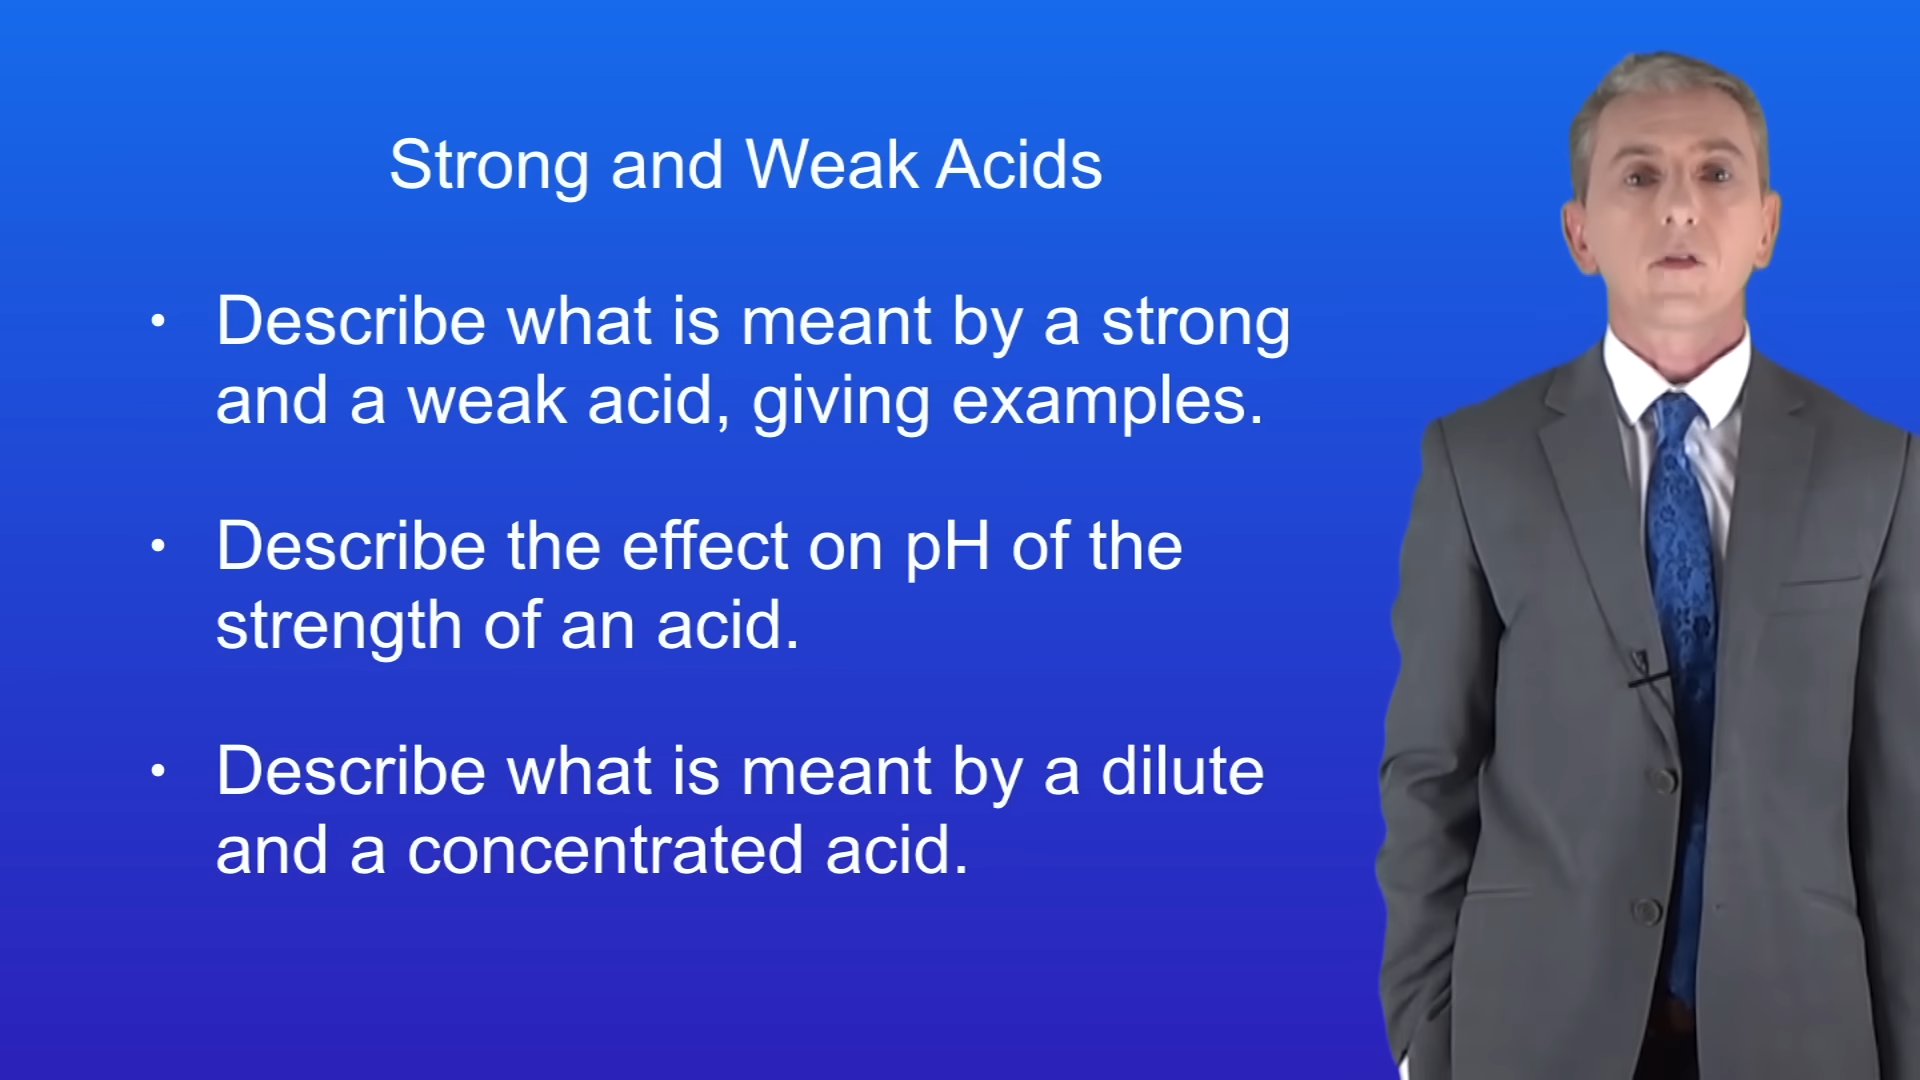 Strong and Weak Acids
• Describe what is meant by a strong
and a weak acid, giving examples.
• Describe the effect on pH of the
strength of an acid.
• Describe what is meant by a dilute
and a concentrated acid.